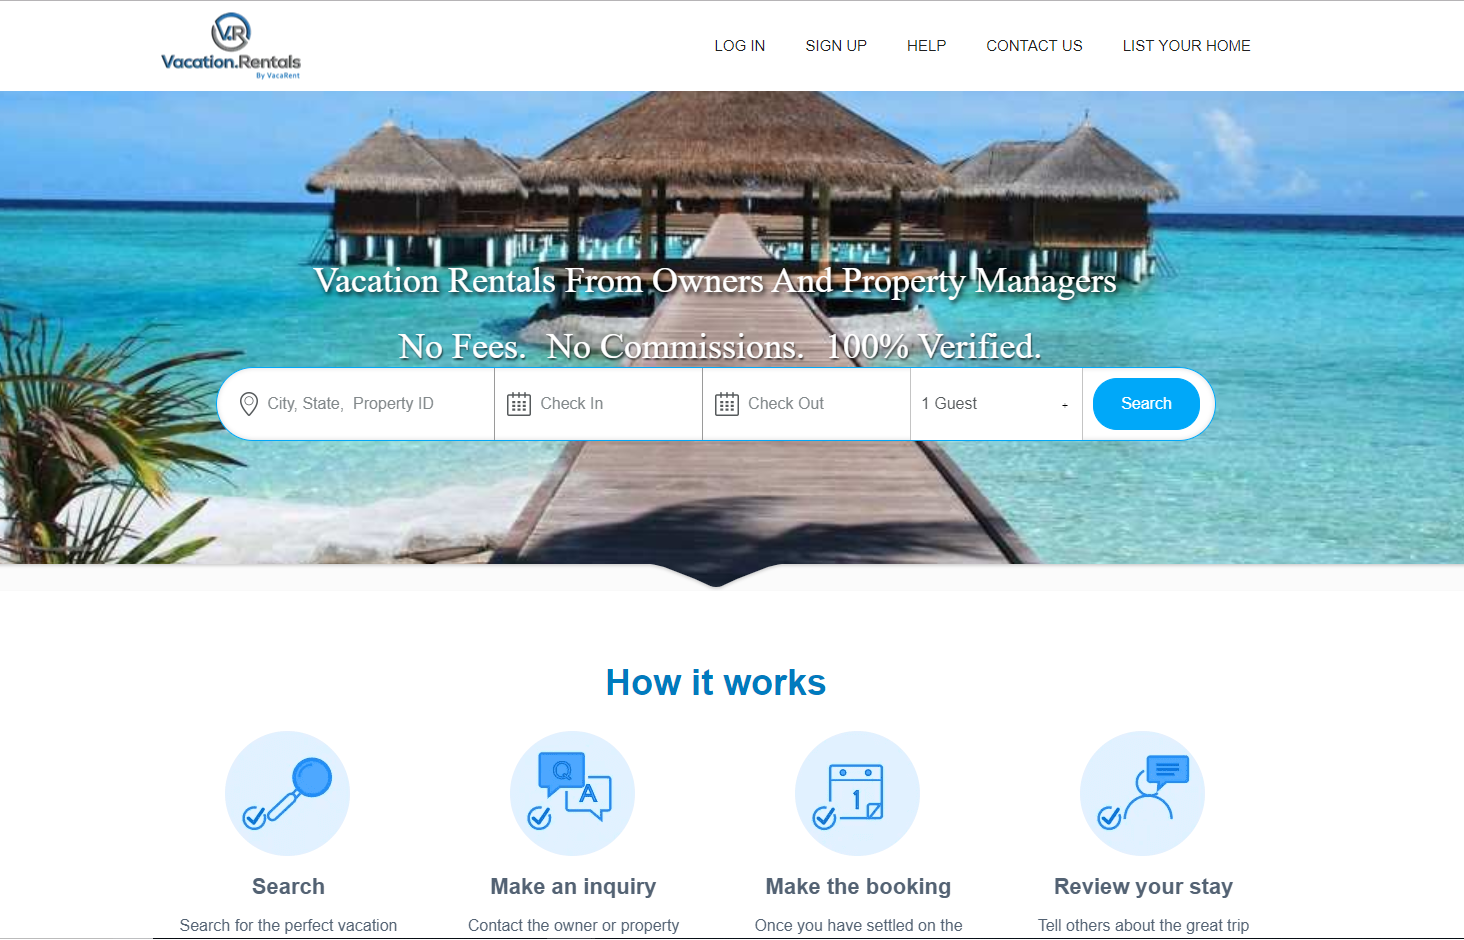 V.R
Vacation.Rentals
By VacaRent
LOG IN SIGN UP HELP CONTACT US LIST YOUR HOME
Vacation Rentals From Owners And Property Managers
No Fees. No Commissions. 100% Verified.
City, State, Property ID Check In Check Out 1 Guest Search
How it works
Q A 1
Search Make an inquiry Make the booking Review your stay
Search for the perfect vacation Contact the owner or property Once you have settled on the Tell others about the great trip